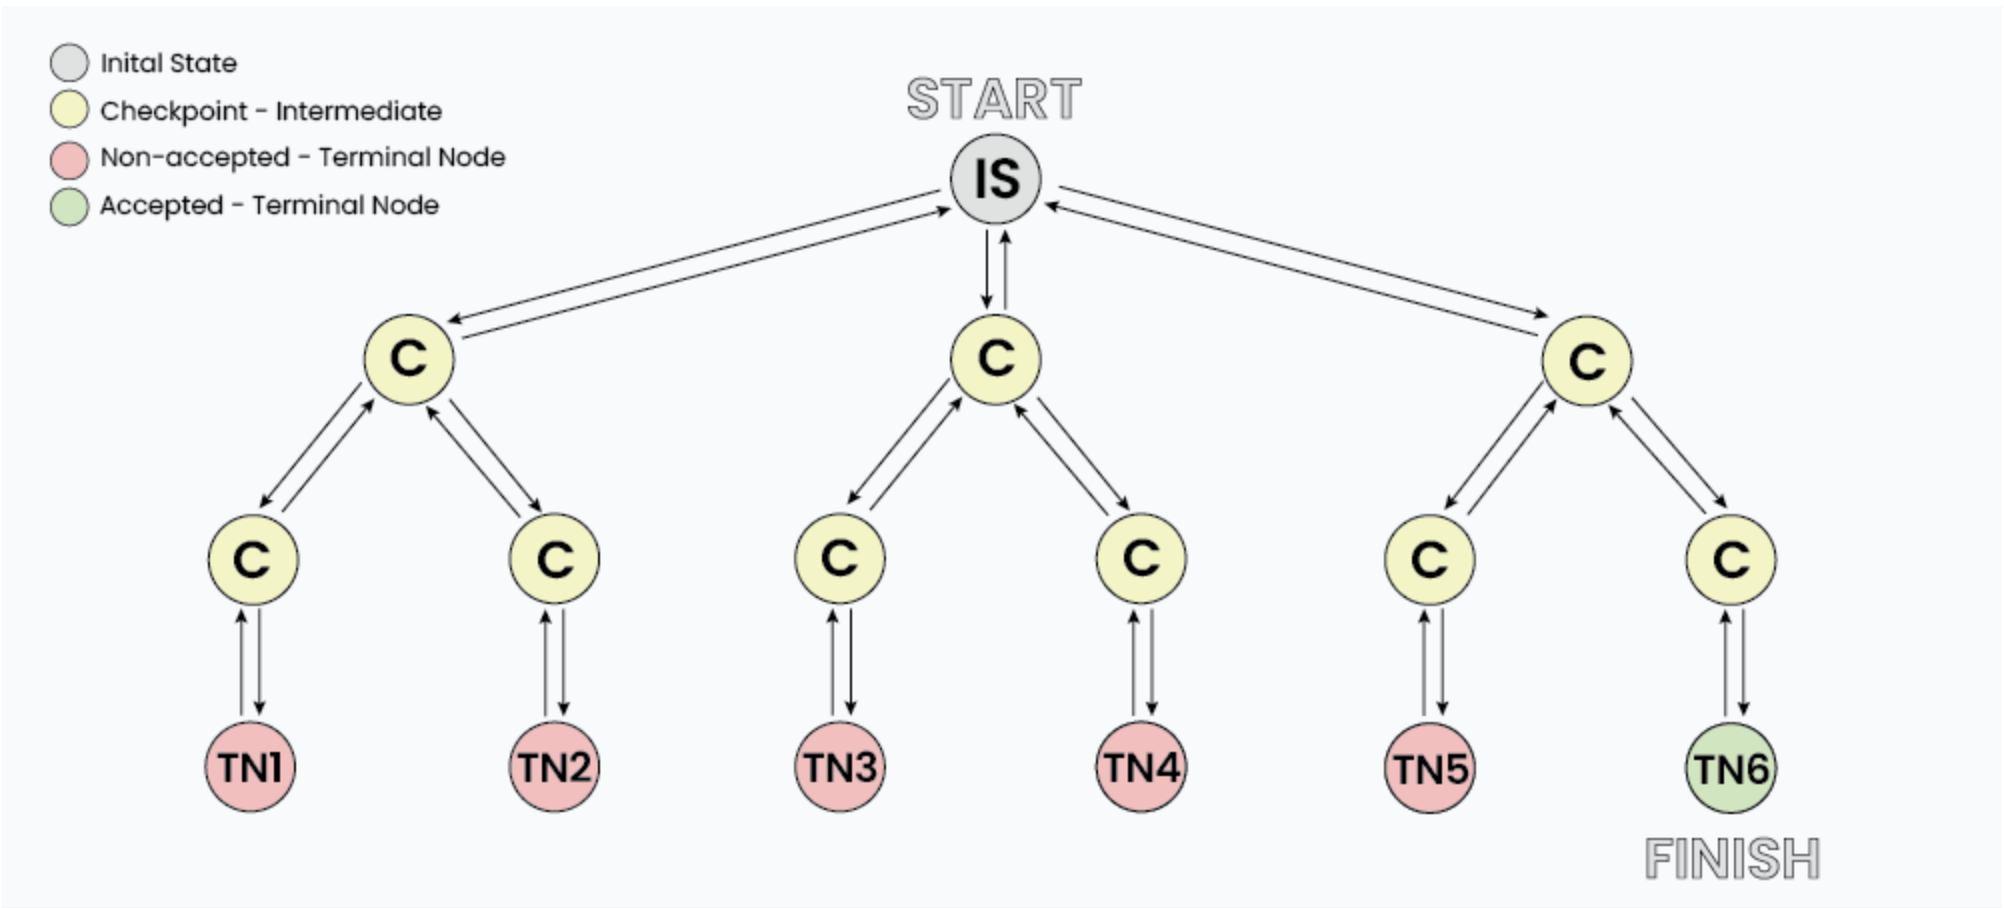 Inital State
Checkpoint - Intermediate
Non-accepted - Terminal Node
Accepted - Terminal Node
START
IS
C C C
C C C C C C
TN1 TN2 TN3 TN4 TN5 TN6
FINISH